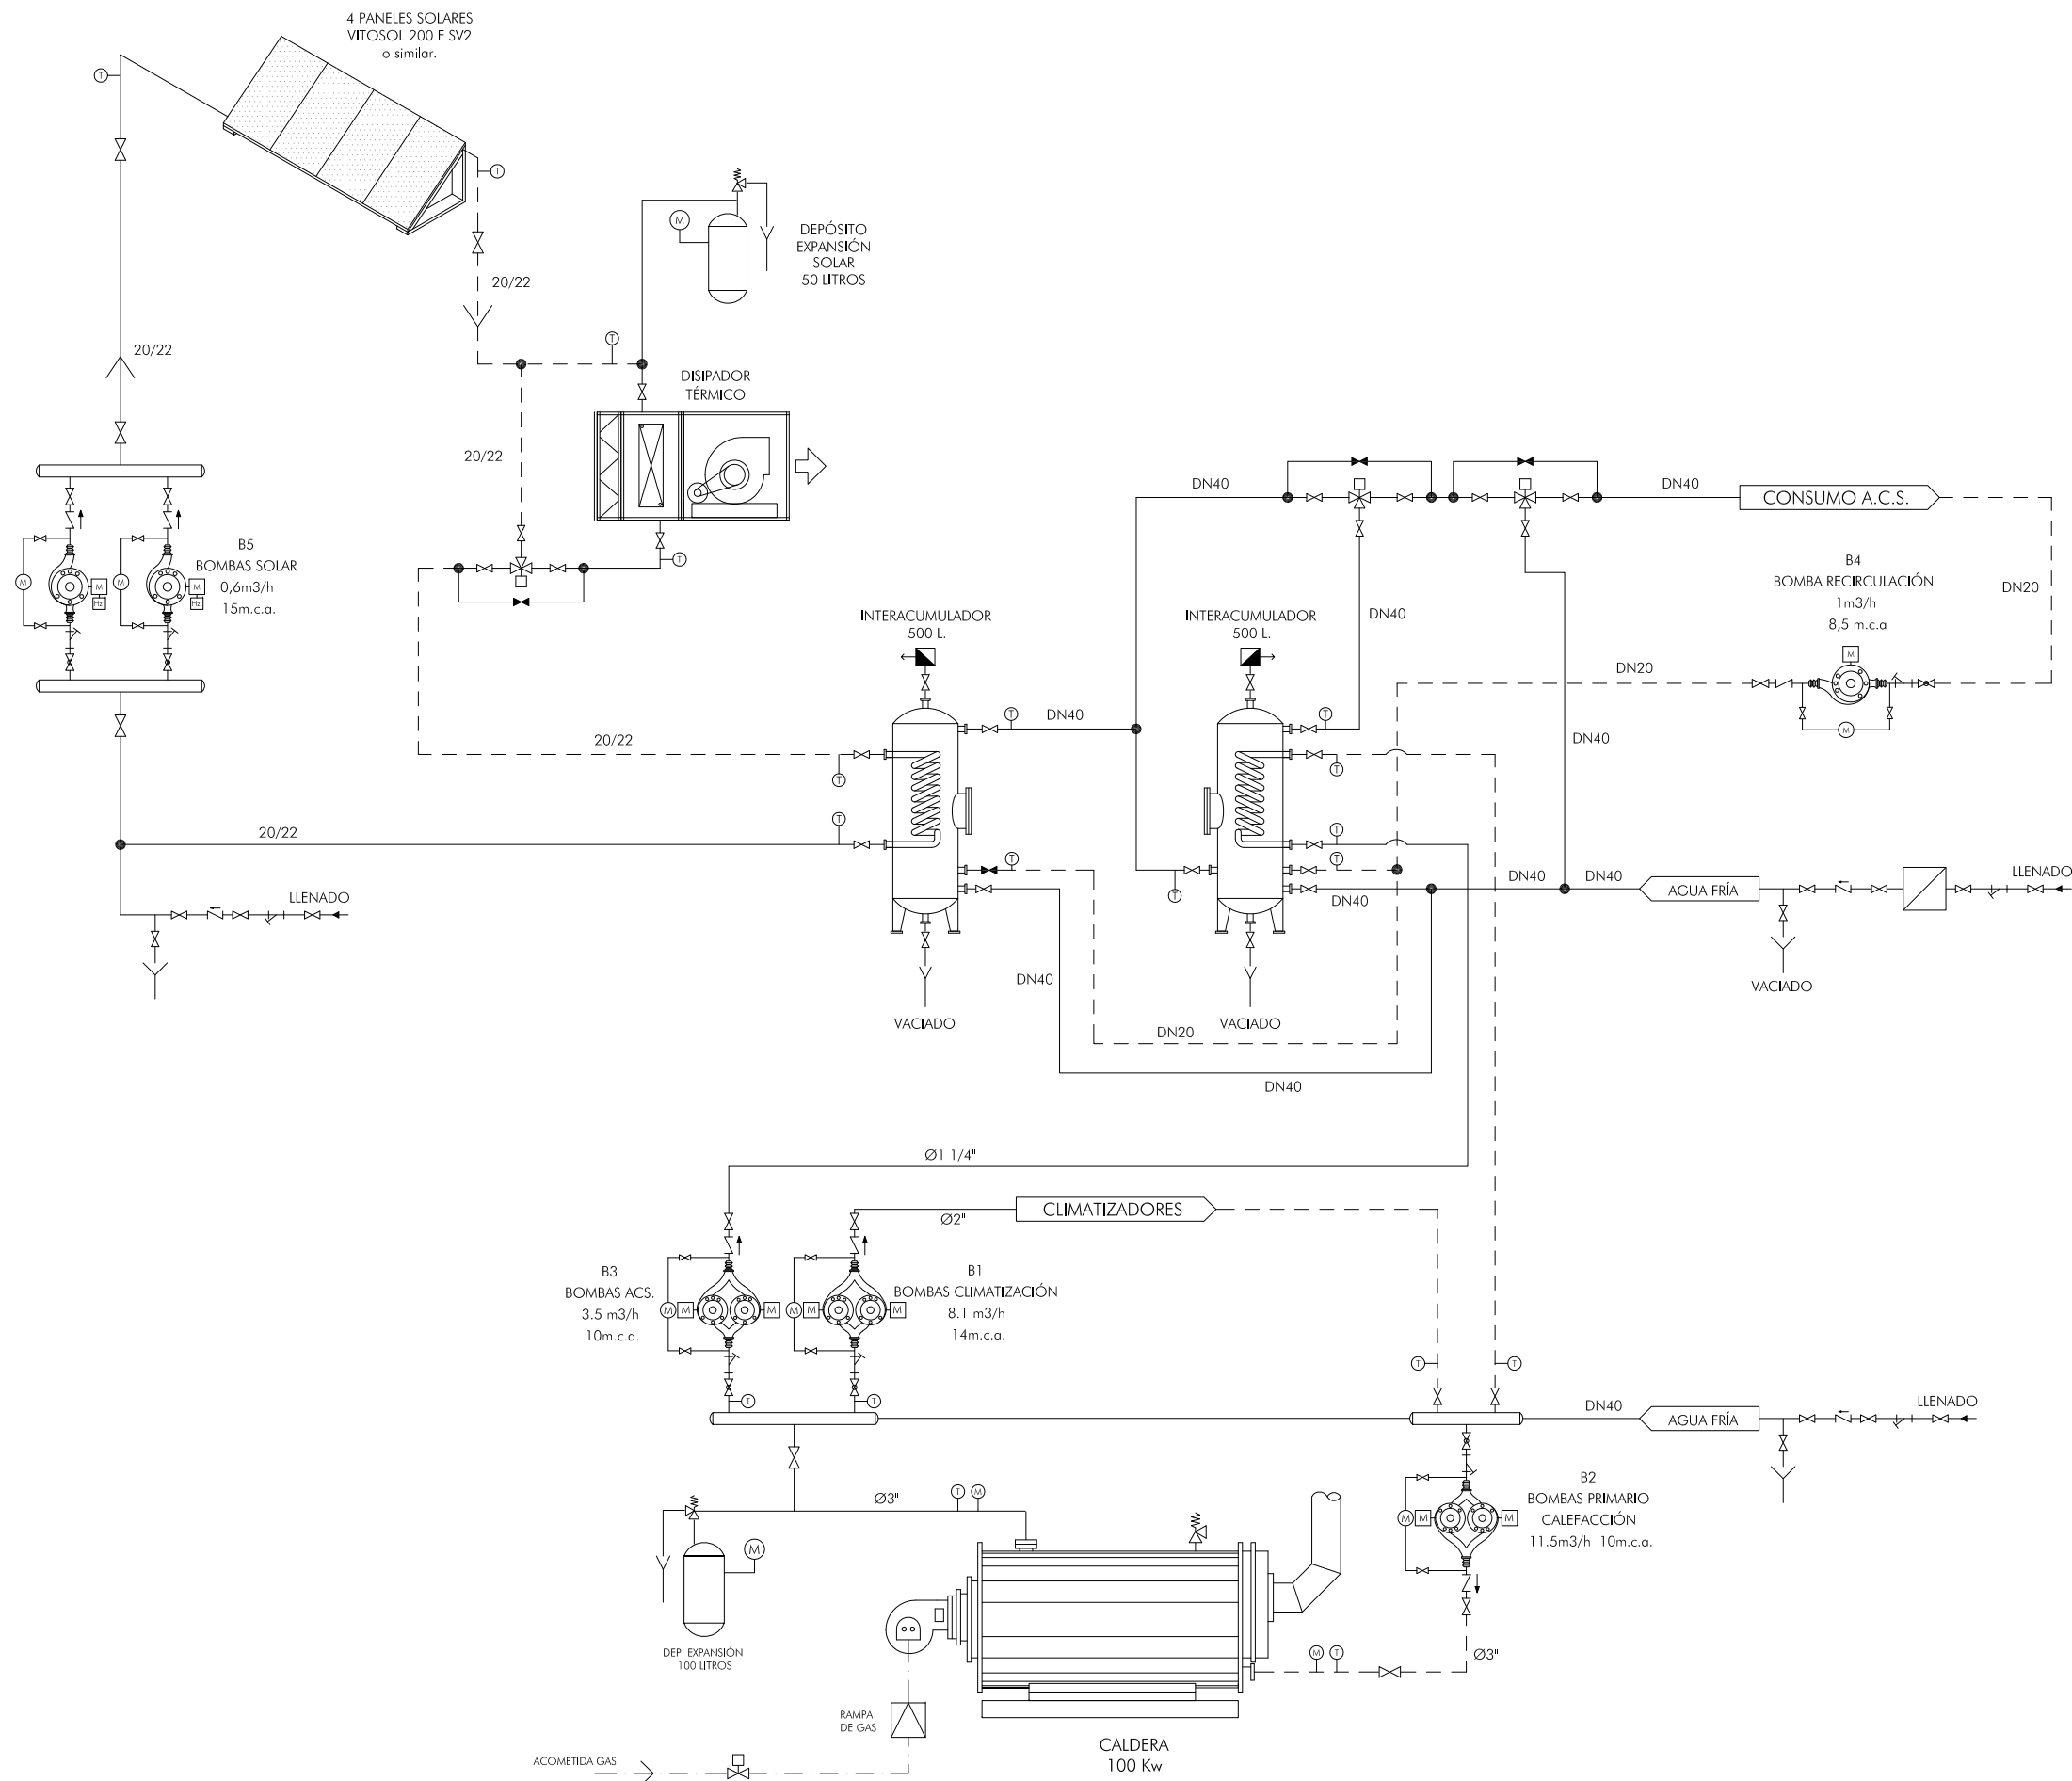 4 PANELES SOLARES
VITOSOL 200 F SV2
o similar.
T
T
M
DEPÓSITO
EXPANSIÓN
SOLAR
50 LITROS
20/22
20/22
T
DISIPADOR
TÉRMICO
20/22
T
B5
BOMBAS SOLAR
0,6m3/h
15m.c.a.
M
M
Hz
M
M
Hz
DN40
DN40
CONSUMO A.C.S.
B4
BOMBA RECIRCULACIÓN
1m3/h
8,5 m.c.a
DN20
DN40
INTERACUMULADOR
500 L.
INTERACUMULADOR
500 L.
DN20
M
M
T
DN40
T
20/22
DN40
T
T
20/22
T
T
T
T
T
DN40
DN40
DN40
AGUA FRÍA
LLENADO
LLENADO
DN40
VACIADO
VACIADO
VACIADO
DN20
DN40
Ø1 1/4"
Ø2"
CLIMATIZADORES
B3
BOMBAS ACS.
3.5 m3/h
10m.c.a.
M
M
M
B1
BOMBAS CLIMATIZACIÓN
8.1 m3/h
14m.c.a.
M
M
M
T
T
T
T
DN40
AGUA FRÍA
LLENADO
Ø3"
T
M
B2
BOMBAS PRIMARIO
CALEFACCIÓN
11.5m3/h 10m.c.a.
M
M
M
M
DEP. EXPANSIÓN
100 LITROS
M
T
Ø3"
RAMPA
DE GAS
CALDERA
100 Kw
ACOMETIDA GAS